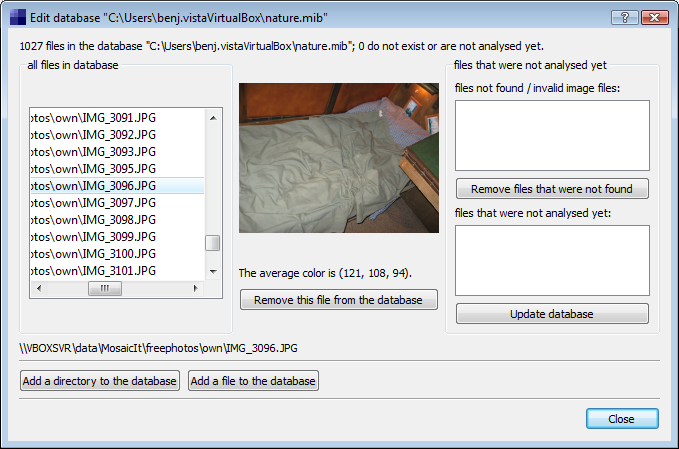 Edit database "C:\Users\benj.vistaVirtualBox\nature.mib"
1027 files in the database "C:\Users\benj.vistaVirtualBox\nature.mib"; 0 do not exist or are not analysed yet.
all files in database
otos\own\IMG_3091.JPG
otos\own\IMG_3092.JPG
otos\own\IMG_3093.JPG
otos\own\IMG_3095.JPG
otos\own\IMG_3096.JPG
otos\own\IMG_3097.JPG
otos\own\IMG_3098.JPG
otos\own\IMG_3099.JPG
otos\own\IMG_3100.JPG
otos\own\IMG_3101.JPG
The average color is (121, 108, 94).
Remove this file from the database
files that were not analysed yet
files not found / invalid image files:
Remove files that were not found
files that were not analysed yet:
Update database
\\VBOXSVR\data\MosaicIt\freephotos\own\IMG_3096.JPG
Add a directory to the database
Add a file to the database
Close